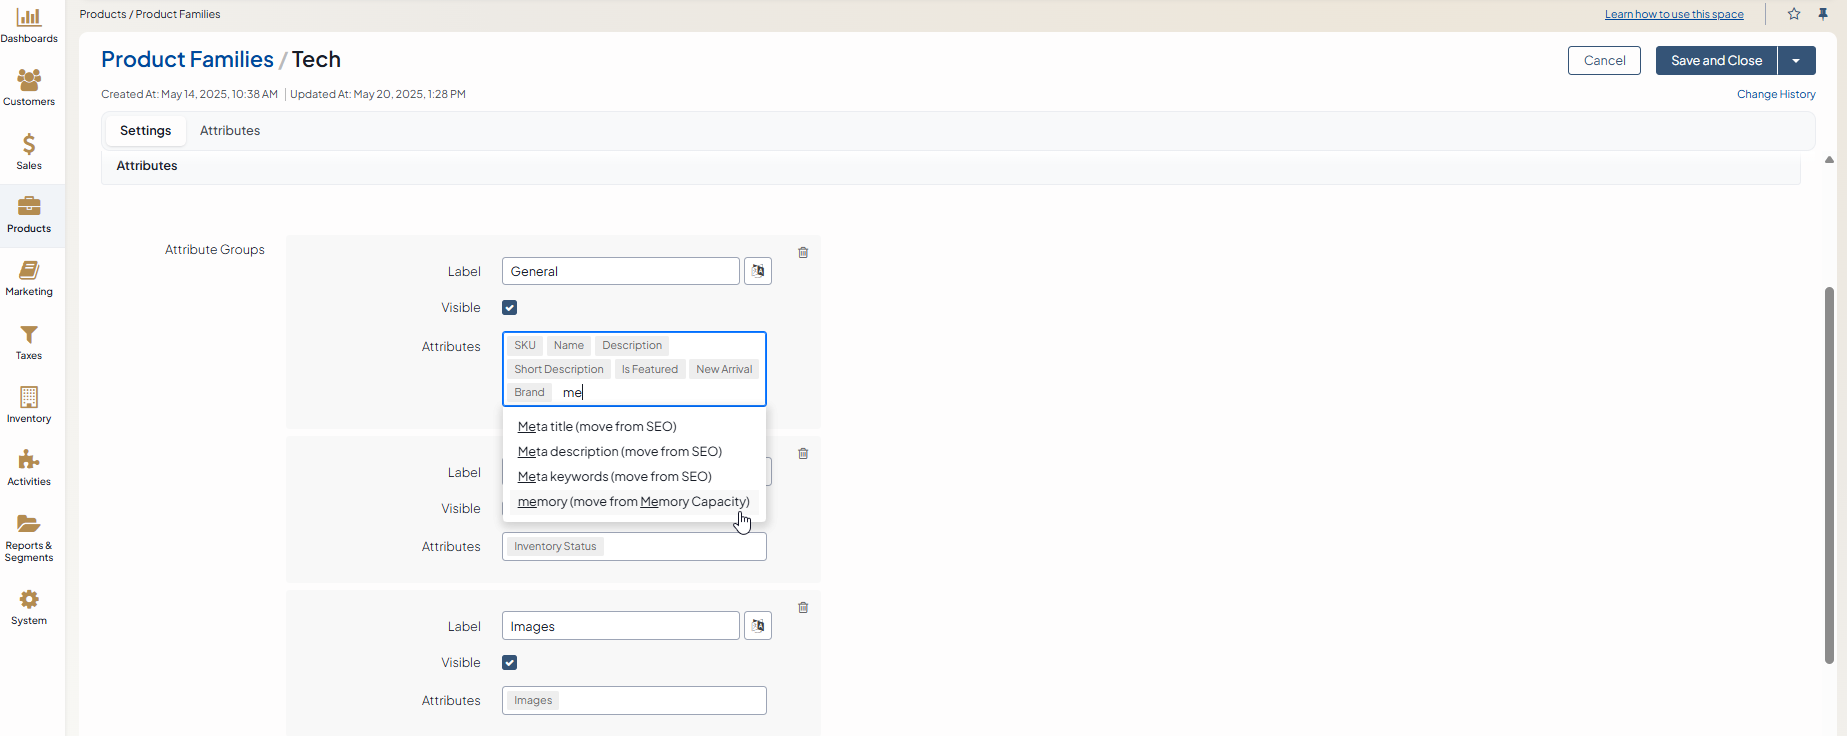 Dashboards
Customers
Sales
Products
Marketing
Taxes
Inventory
Activities
Reports &
Segments
System
Products / Product Families
Learn how to use this space
Product Families / Tech
Cancel
Save and Close
Created At: May 14, 2025, 10:38 AM | Updated At: May 20, 2025, 1:28 PM
Change History
Settings Attributes
Attributes
Attribute Groups
Label General
Visible
Attributes SKU Name Description
Short Description Is Featured New Arrival
Brand me
Meta title (move from SEO)
Meta description (move from SEO)
Meta keywords (move from SEO)
memory (move from Memory Capacity)
Label
Visible
Attributes Inventory Status
Label Images
Visible
Attributes Images